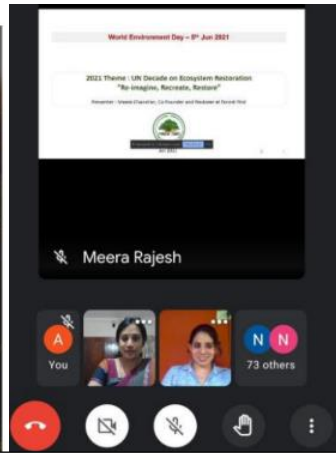 World Environment Day – 5th Jun 2021
2021 Theme : UN Decade on Ecosystem Restoration
"Re-imagine, Recreate, Restore"
Meera Rajesh
A
You
N N
73 others